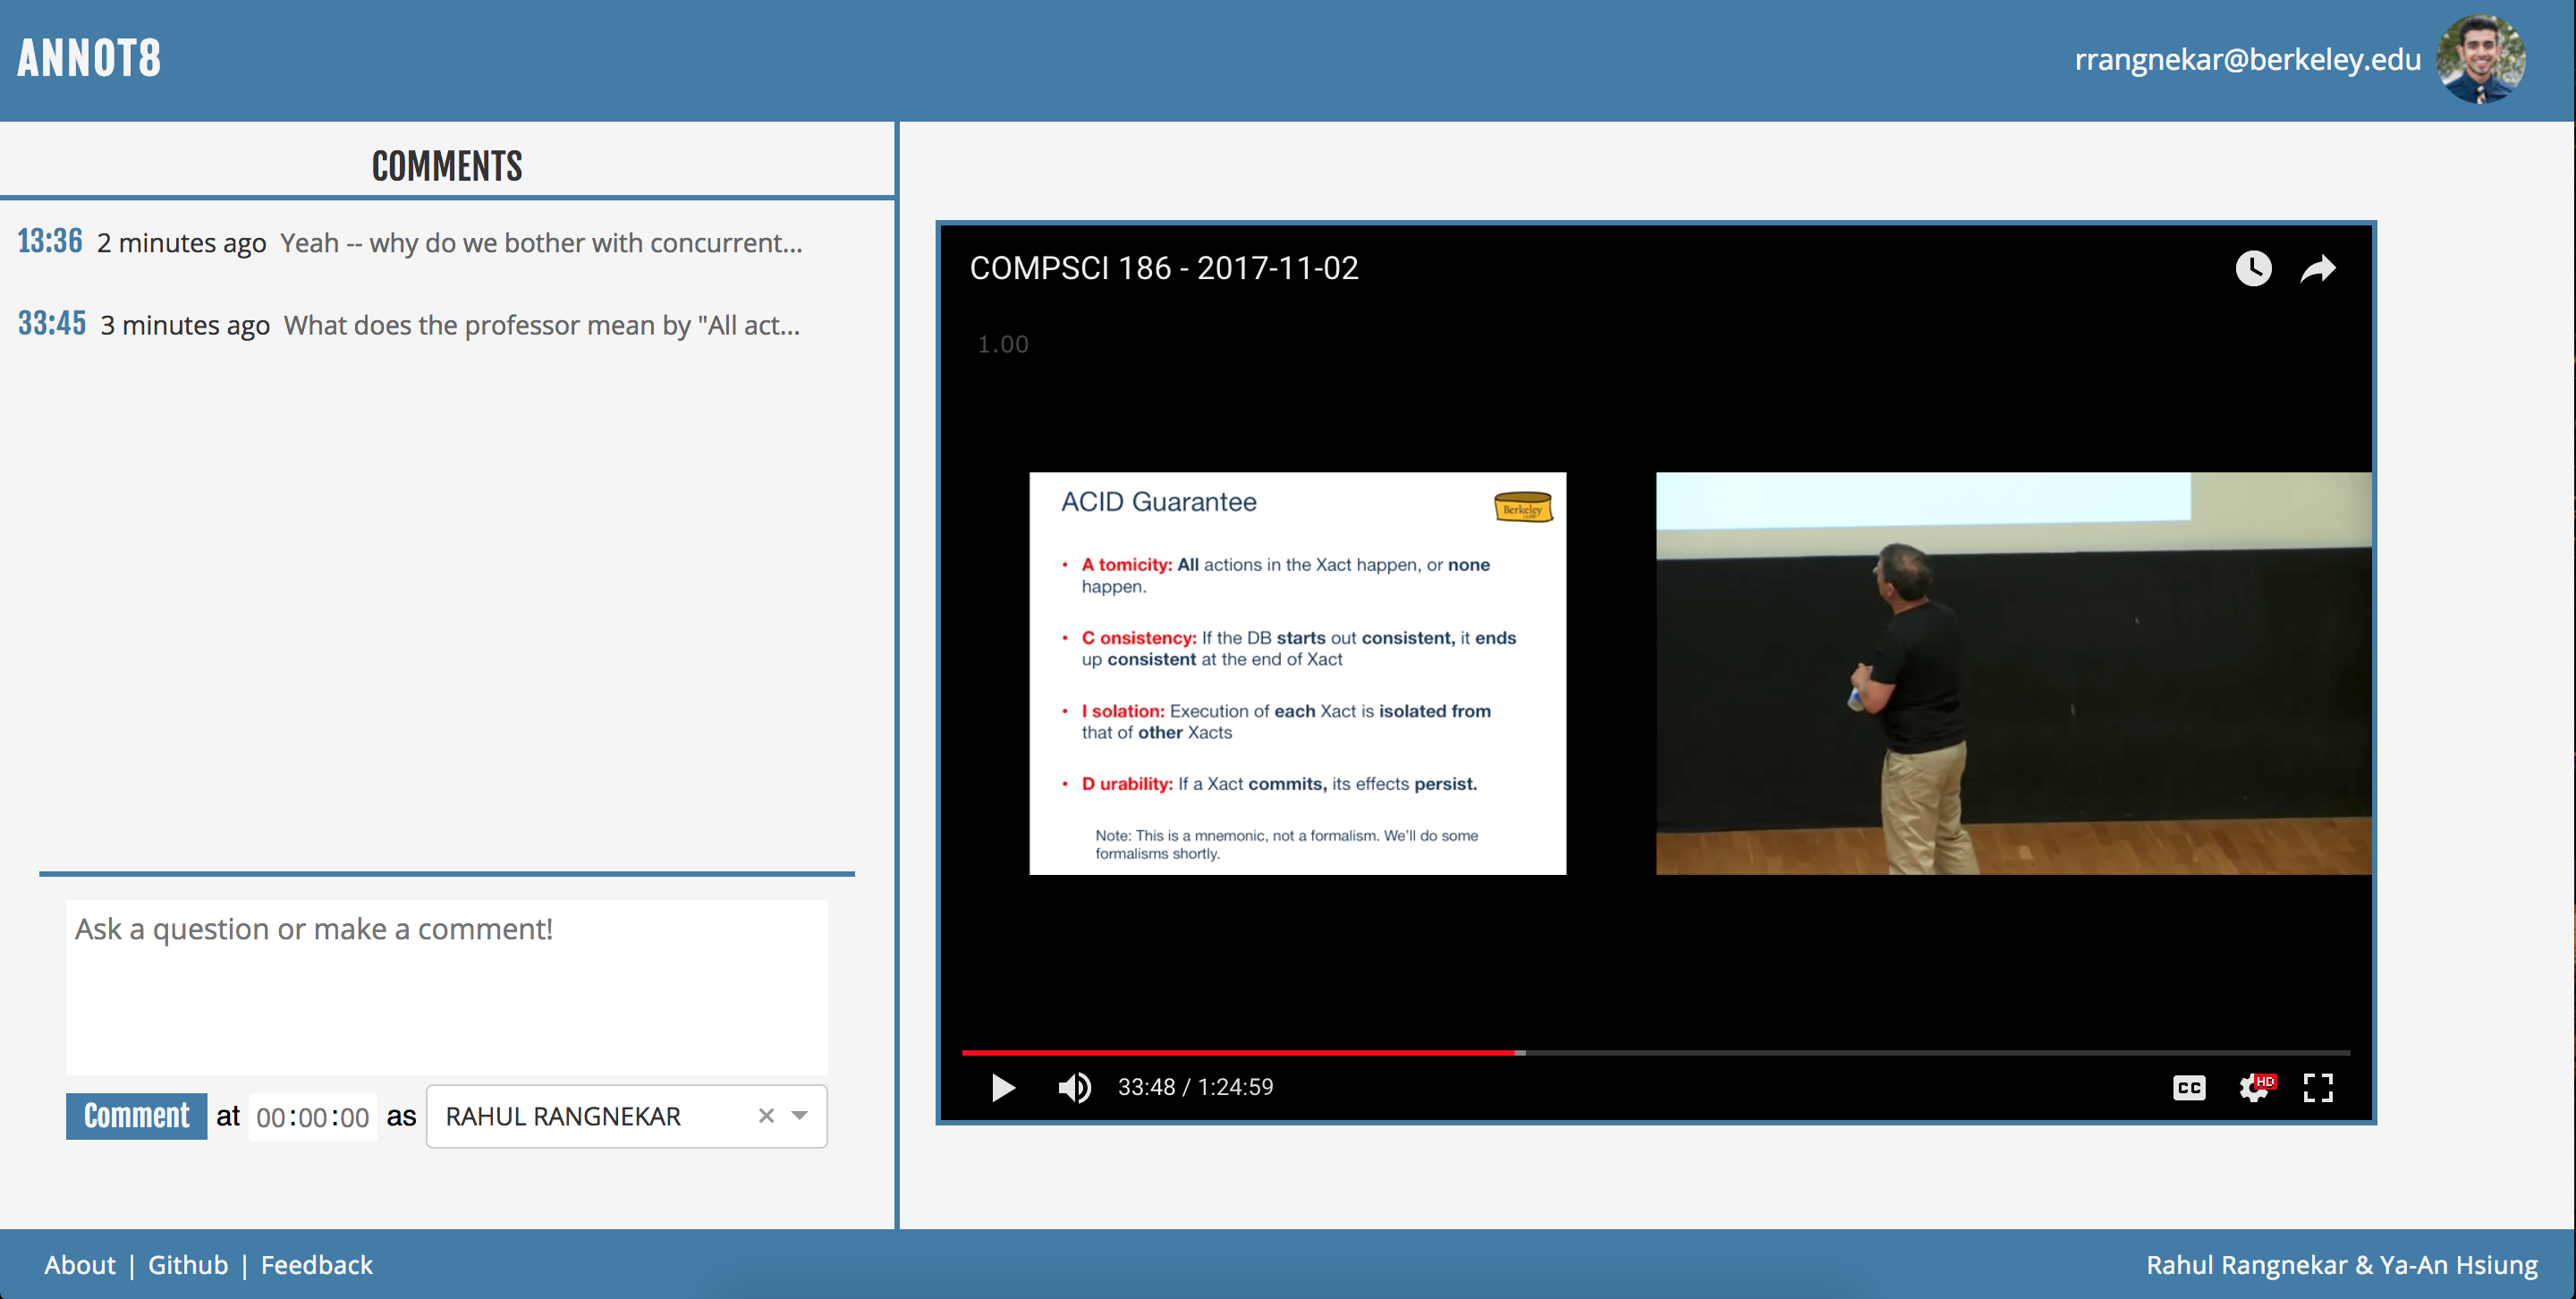 ANNOT8
rrangnekar@berkeley.edu
COMMENTS
13:36 2 minutes ago Yeah -- why do we bother with concurrent...
33:45 3 minutes ago What does the professor mean by "All act...
Ask a question or make a comment!
Comment at 00:00:00 as RAHUL RANGNEKAR
COMPSCI 186 - 2017-11-02
1.00
ACID Guarantee
Berkeley
• A tomicity: All actions in the Xact happen, or none
happen.
• C onsistency: If the DB starts out consistent, it ends
up consistent at the end of Xact
• I solation: Execution of each Xact is isolated from
that of other Xacts
• D urability: If a Xact commits, its effects persist.
Note: This is a mnemonic, not a formalism. We'll do some
formalisms shortly.
33:48 / 1:24:59
CC
HD
About | Github | Feedback
Rahul Rangnekar & Ya-An Hsiung